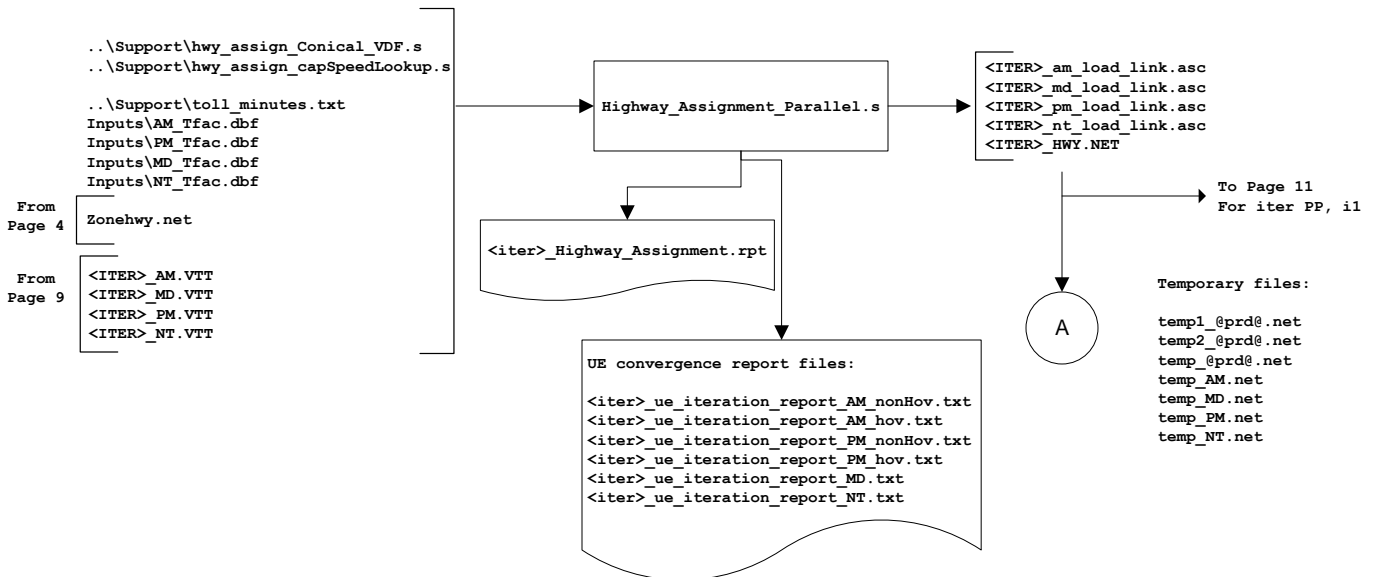 ..\Support\hwy_assign_Conical_VDF.s
..\Support\hwy_assign_capSpeedLookup.s
..\Support\toll_minutes.txt
Inputs\AM_Tfac.dbf
Inputs\PM_Tfac.dbf
Inputs\MD_Tfac.dbf
Inputs\NT_Tfac.dbf
From
Page 4
Zonehwy.net
From
Page 9
<ITER>_AM.VTT
<ITER>_MD.VTT
<ITER>_PM.VTT
<ITER>_NT.VTT
Highway_Assignment_Parallel.s
<iter>_Highway_Assignment.rpt
UE convergence report files:
<iter>_ue_iteration_report_AM_nonHov.txt
<iter>_ue_iteration_report_AM_hov.txt
<iter>_ue_iteration_report_PM_nonHov.txt
<iter>_ue_iteration_report_PM_hov.txt
<iter>_ue_iteration_report_MD.txt
<iter>_ue_iteration_report_NT.txt
<ITER>_am_load_link.asc
<ITER>_md_load_link.asc
<ITER>_pm_load_link.asc
<ITER>_nt_load_link.asc
<ITER>_HWY.NET
To Page 11
For iter PP, i1
A
Temporary files:
temp1_@prd@.net
temp2_@prd@.net
temp_@prd@.net
temp_AM.net
temp_MD.net
temp_PM.net
temp_NT.net